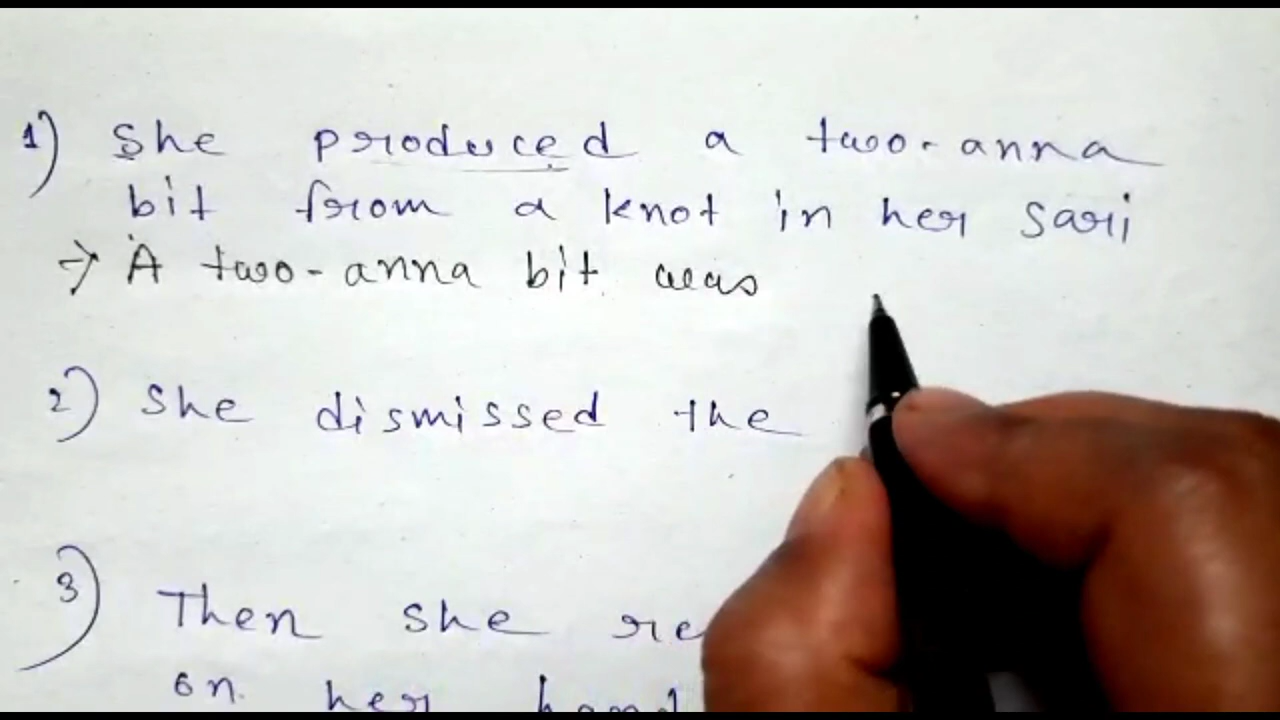 1) She produced a two-anna
bit from a knot in her sari
→ A two-anna bit was
2) She dismissed the
3) Then she re
on her